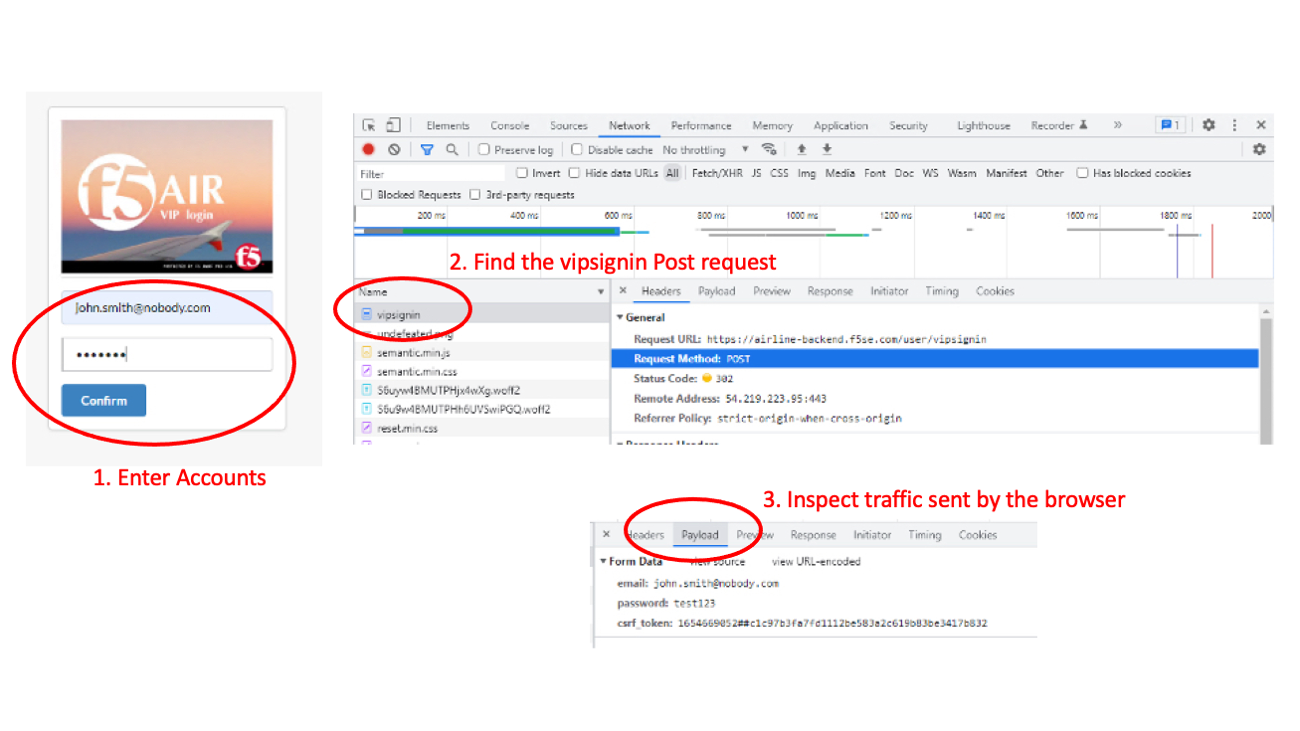 f5 AIR
VIP login
f5
john.smith@nobody.com
•••••••
Confirm
1. Enter Accounts
Elements Console Sources Network Performance Memory Application Security Lighthouse Recorder » 1
Preserve log Disable cache No throttling
Filter Invert Hide data URLs All Fetch/XHR JS CSS Img Media Font Doc WS Wasm Manifest Other Has blocked cookies
Blocked Requests 3rd-party requests
200 ms 400 ms 600 ms 800 ms 1000 ms 1200 ms 1400 ms 1600 ms 1800 ms 2000
2. Find the vipsignin Post request
Name
vipsignin
undefeated.png
semantic.min.js
semantic.min.css
S6uyw4BMUTPHjx4wXg.woff2
S6u9w4BMUTPHh6UVSwiPGQ.woff2
reset.min.css
× Headers Payload Preview Response Initiator Timing Cookies
General
Request URL: https://airline-backend.f5se.com/user/vipsignin
Request Method: POST
Status Code: 302
Remote Address: 54.219.223.95:443
Referrer Policy: strict-origin-when-cross-origin
Response Headers
3. Inspect traffic sent by the browser
× Headers Payload Preview Response Initiator Timing Cookies
Form Data view source view URL-encoded
email: john.smith@nobody.com
password: test123
csrf_token: 1654669052##c1c97b3fa7fd1112be583a2c619b83be3417b832